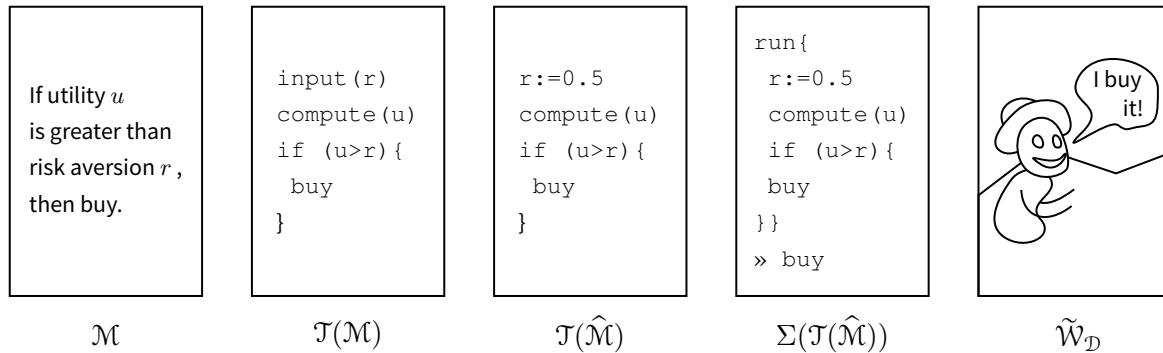 If utility u
is greater than
risk aversion r ,
then buy.
input(r)
compute(u)
if (u>r){
buy
}
r:=0.5
compute(u)
if (u>r){
buy
}
run{
r:=0.5
compute(u)
if (u>r){
buy
}}
» buy
I buy
it!
ℳ
𝒯(ℳ)
𝒯(ℳ̂)
Σ(𝒯(ℳ̂))
𝒲̃_𝒟